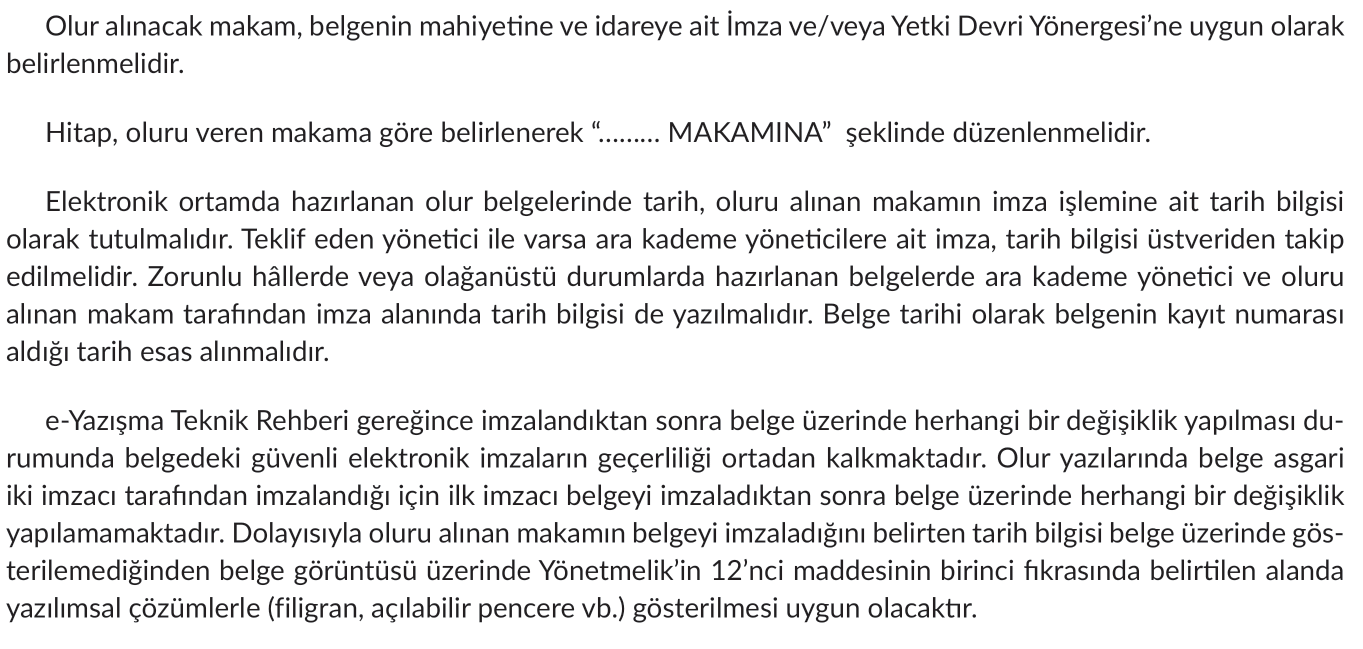 Olur alınacak makam, belgenin mahiyetine ve idareye ait İmza ve/veya Yetki Devri Yönergesi’ne uygun olarak
belirlenmelidir.
Hitap, oluru veren makama göre belirlenerek “......... MAKAMINA” şeklinde düzenlenmelidir.
Elektronik ortamda hazırlanan olur belgelerinde tarih, oluru alınan makamın imza işlemine ait tarih bilgisi
olarak tutulmalıdır. Teklif eden yönetici ile varsa ara kademe yöneticilere ait imza, tarih bilgisi üstveriden takip
edilmelidir. Zorunlu hâllerde veya olağanüstü durumlarda hazırlanan belgelerde ara kademe yönetici ve oluru
alınan makam tarafından imza alanında tarih bilgisi de yazılmalıdır. Belge tarihi olarak belgenin kayıt numarası
aldığı tarih esas alınmalıdır.
e-Yazışma Teknik Rehberi gereğince imzalandıktan sonra belge üzerinde herhangi bir değişiklik yapılması du-
rumunda belgedeki güvenli elektronik imzaların geçerliliği ortadan kalkmaktadır. Olur yazılarında belge asgari
iki imzacı tarafından imzalandığı için ilk imzacı belgeyi imzaladıktan sonra belge üzerinde herhangi bir değişiklik
yapılamamaktadır. Dolayısıyla oluru alınan makamın belgeyi imzaladığını belirten tarih bilgisi belge üzerinde gös-
terilemediğinden belge görüntüsü üzerinde Yönetmelik’in 12’nci maddesinin birinci fıkrasında belirtilen alanda
yazılımsal çözümlerle (filigran, açılabilir pencere vb.) gösterilmesi uygun olacaktır.